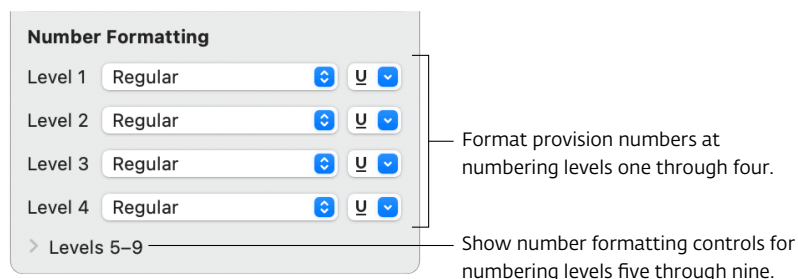 Number Formatting
Level 1 Regular U
Level 2 Regular U
Level 3 Regular U
Level 4 Regular U
Levels 5–9
Format provision numbers at
numbering levels one through four.
Show number formatting controls for
numbering levels five through nine.